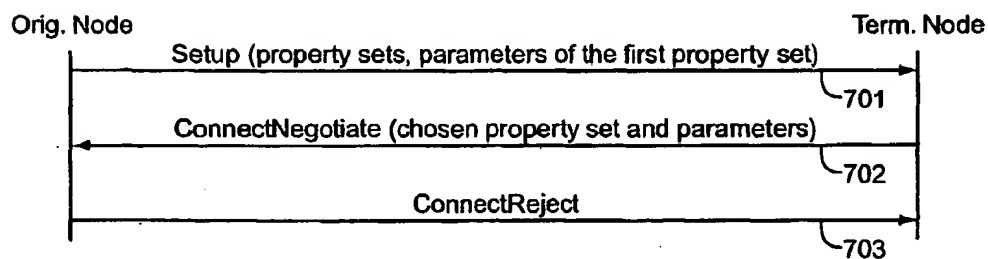 Orig. Node
Term. Node
Setup (property sets, parameters of the first property set)
701
ConnectNegotiate (chosen property set and parameters)
702
ConnectReject
703